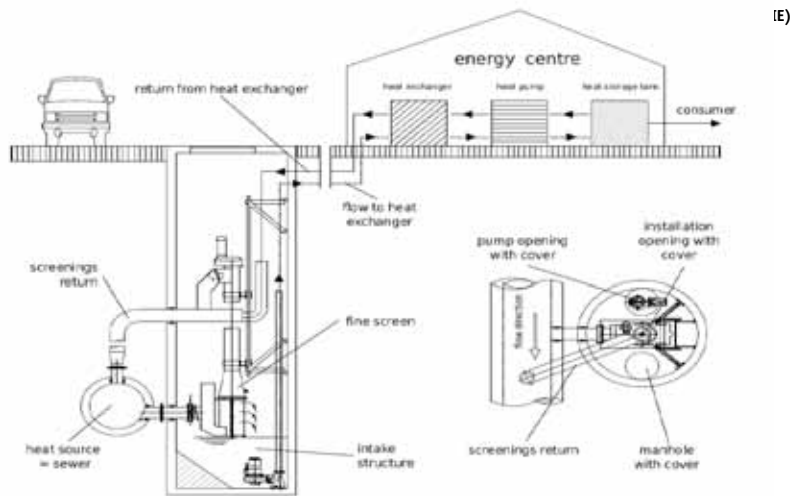 IE)
energy centre
return from heat exchanger
heat exchanger
heat pump
heat storage tank
consumer
flow to heat
exchanger
installation
opening with
cover
pump opening
with cover
screenings
return
fine screen
flow direction
heat source
= sewer
intake
structure
screenings return
manhole
with cover